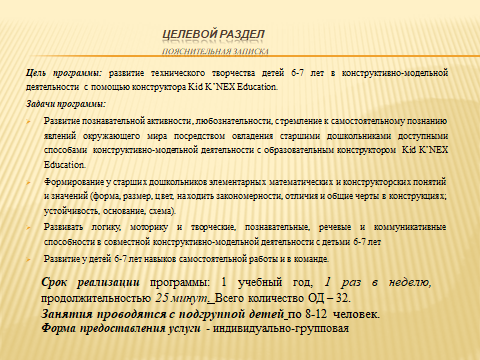 ЦЕЛЕВОЙ РАЗДЕЛ
ПОЯСНИТЕЛЬНАЯ ЗАПИСКА
Цель программы: развитие технического творчества детей 6-7 лет в конструктивно-модельной
деятельности с помощью конструктора Kid K’NEX Education.
Задачи программы:
Развитие познавательной активности, любознательности, стремление к самостоятельному познанию
явлений окружающего мира посредством овладения старшими дошкольниками доступными
способами конструктивно-модельной деятельности с образовательным конструктором Kid K’NEX
Education.
Формирование у старших дошкольников элементарных математических и конструкторских понятий
и значений (форма, размер, цвет, находить закономерности, отличия и общие черты в конструкциях;
устойчивость, основание, схема).
Развивать логику, моторику и творческие, познавательные, речевые и коммуникативные
способности в совместной конструктивно-модельной деятельности с детьми 6-7 лет
Развитие у детей 6-7 лет навыков самостоятельной работы и в команде.
Срок реализации программы: 1 учебный год, 1 раз в неделю,
продолжительностью 25 минут. Всего количество ОД – 32.
Занятия проводятся с подгруппой детей по 8-12 человек.
Форма предоставления услуги - индивидуально-групповая